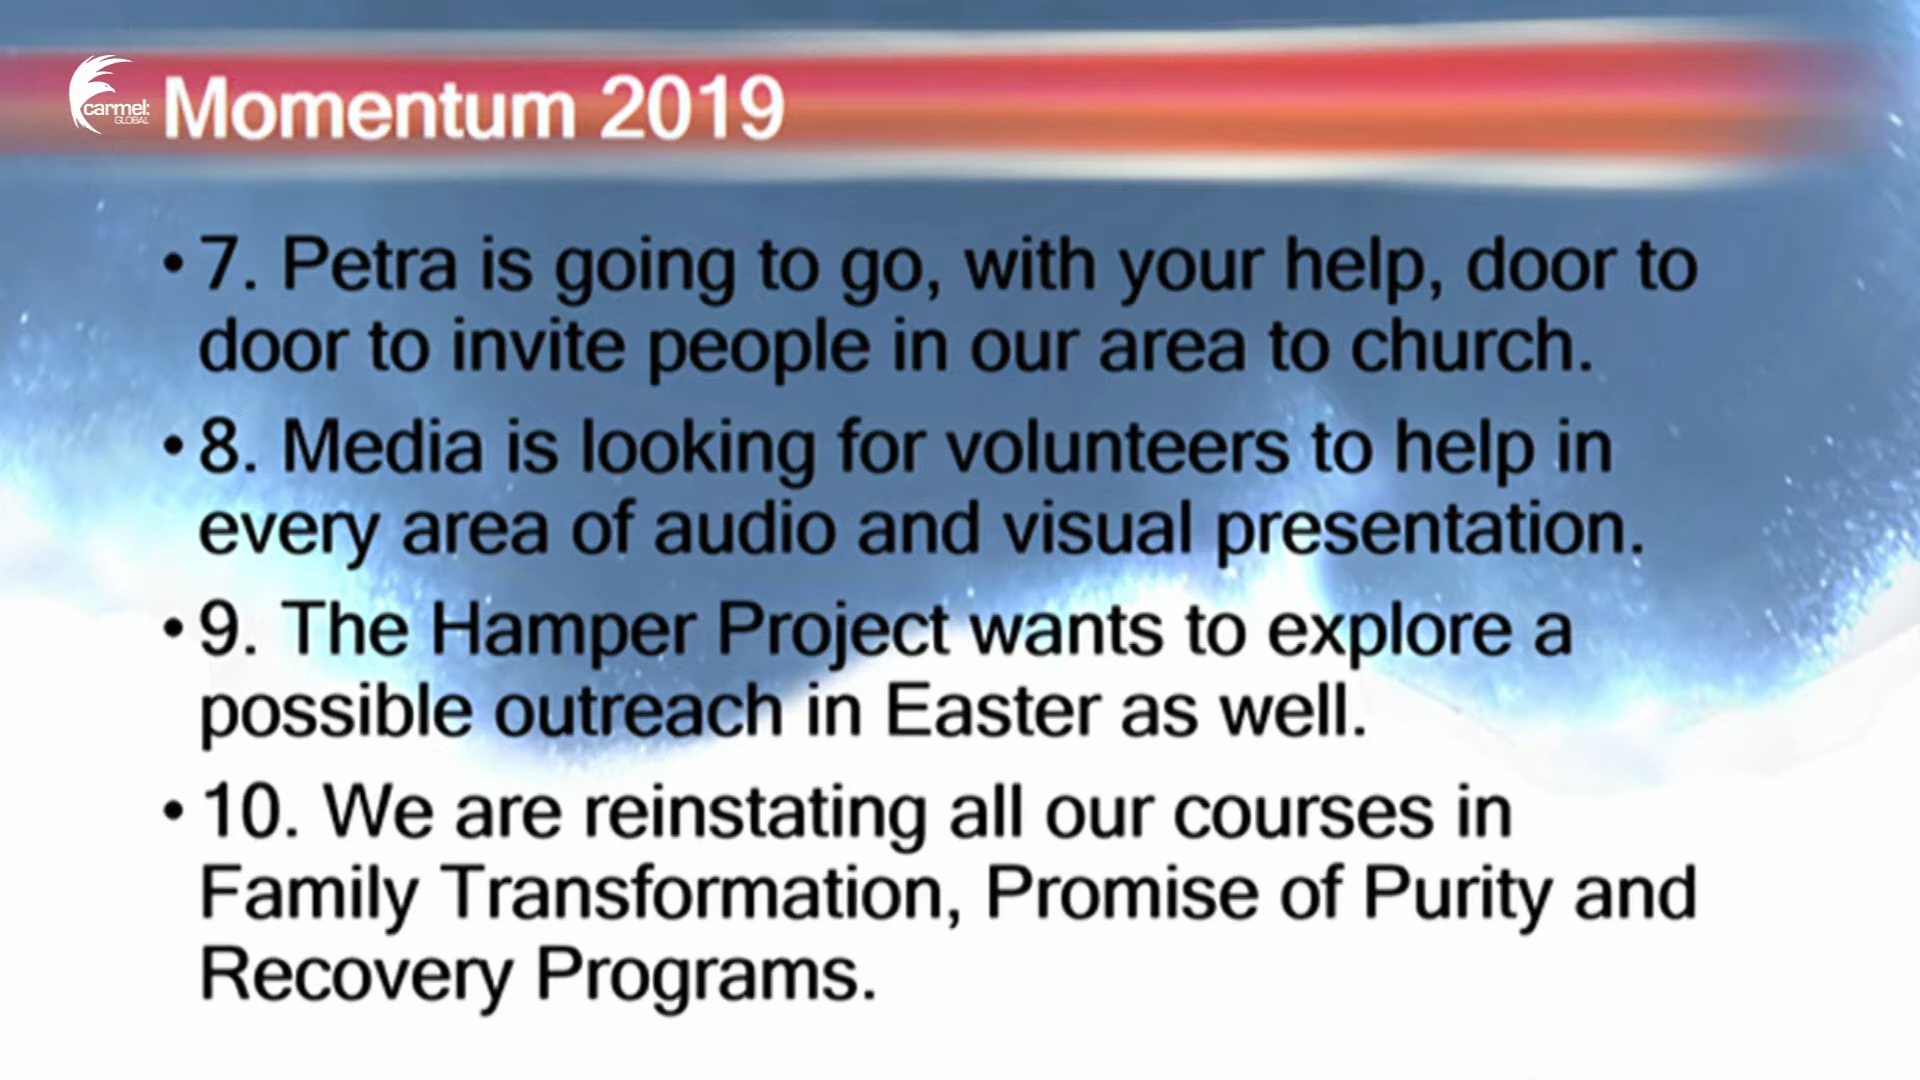 carmel:
GLOBAL
Momentum 2019
• 7. Petra is going to go, with your help, door to
door to invite people in our area to church.
• 8. Media is looking for volunteers to help in
every area of audio and visual presentation.
• 9. The Hamper Project wants to explore a
possible outreach in Easter as well.
• 10. We are reinstating all our courses in
Family Transformation, Promise of Purity and
Recovery Programs.